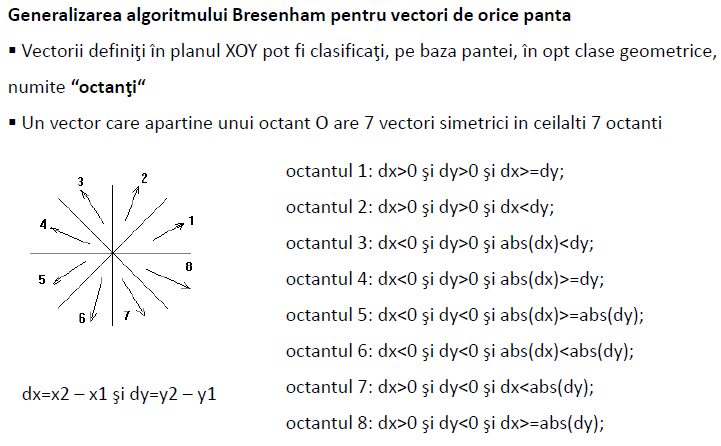 Generalizarea algoritmului Bresenham pentru vectori de orice panta
▪ Vectorii definiţi în planul XOY pot fi clasificaţi, pe baza pantei, în opt clase geometrice,
numite “octanţi“
▪ Un vector care apartine unui octant O are 7 vectori simetrici in ceilalti 7 octanti
3
2
4
1
5
8
6
7
dx=x2 – x1 şi dy=y2 – y1
octantul 1: dx>0 şi dy>0 şi dx>=dy;
octantul 2: dx>0 şi dy>0 şi dx<dy;
octantul 3: dx<0 şi dy>0 şi abs(dx)<dy;
octantul 4: dx<0 şi dy>0 şi abs(dx)>=dy;
octantul 5: dx<0 şi dy<0 şi abs(dx)>=abs(dy);
octantul 6: dx<0 şi dy<0 şi abs(dx)<abs(dy);
octantul 7: dx>0 şi dy<0 şi dx<abs(dy);
octantul 8: dx>0 şi dy<0 şi dx>=abs(dy);